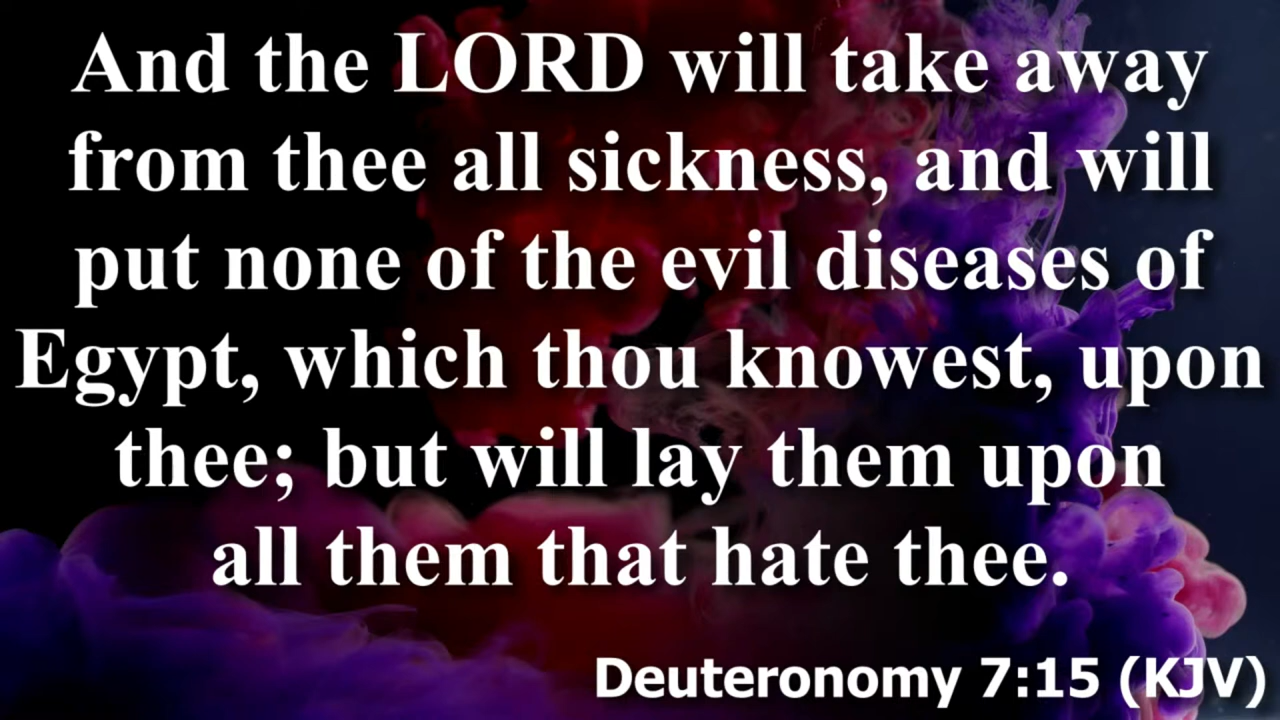 And the LORD will take away
from thee all sickness, and will
put none of the evil diseases of
Egypt, which thou knowest, upon
thee; but will lay them upon
all them that hate thee.
Deuteronomy 7:15 (KJV)